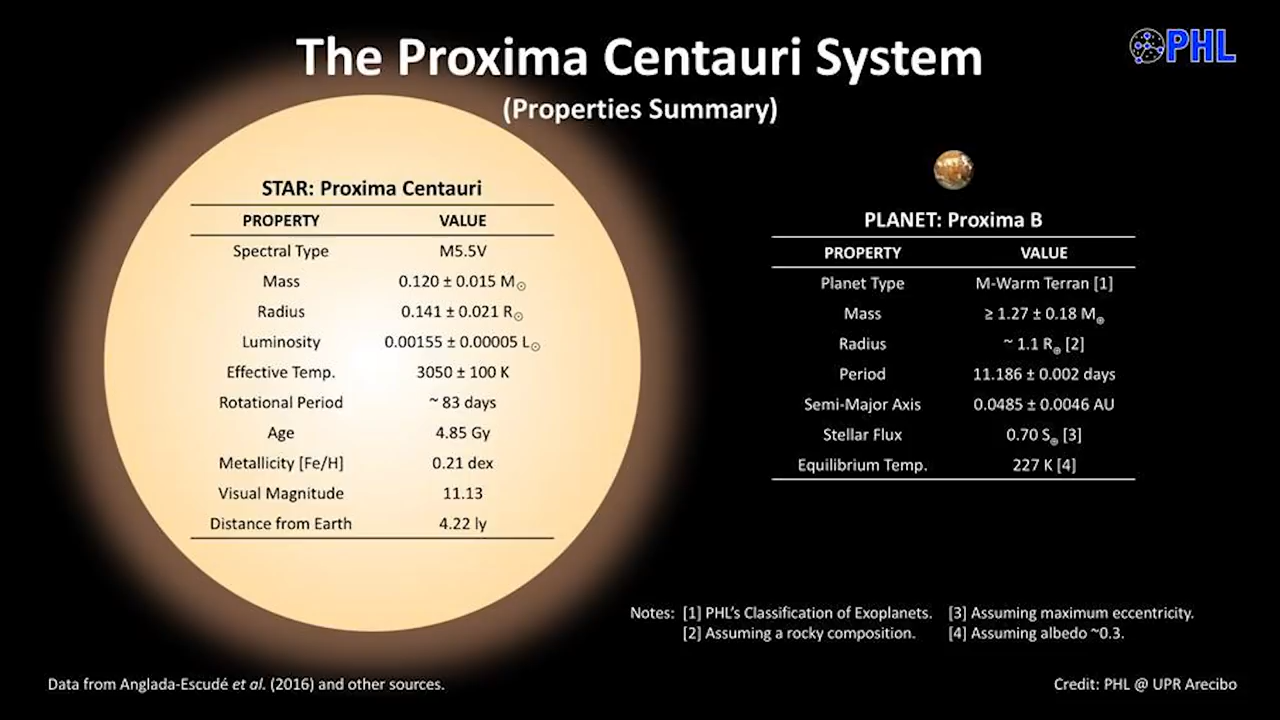 The Proxima Centauri System
(Properties Summary)
PHL
STAR: Proxima Centauri
PROPERTY VALUE
Spectral Type M5.5V
Mass 0.120 ± 0.015 M☉
Radius 0.141 ± 0.021 R☉
Luminosity 0.00155 ± 0.00005 L☉
Effective Temp. 3050 ± 100 K
Rotational Period ~ 83 days
Age 4.85 Gy
Metallicity [Fe/H] 0.21 dex
Visual Magnitude 11.13
Distance from Earth 4.22 ly
PLANET: Proxima B
PROPERTY VALUE
Planet Type M-Warm Terran [1]
Mass ≥ 1.27 ± 0.18 M⊕
Radius ~ 1.1 R⊕ [2]
Period 11.186 ± 0.002 days
Semi-Major Axis 0.0485 ± 0.0046 AU
Stellar Flux 0.70 S⊕ [3]
Equilibrium Temp. 227 K [4]
Notes: [1] PHL's Classification of Exoplanets. [3] Assuming maximum eccentricity.
[2] Assuming a rocky composition. [4] Assuming albedo ~0.3.
Data from Anglada-Escudé et al. (2016) and other sources.
Credit: PHL @ UPR Arecibo